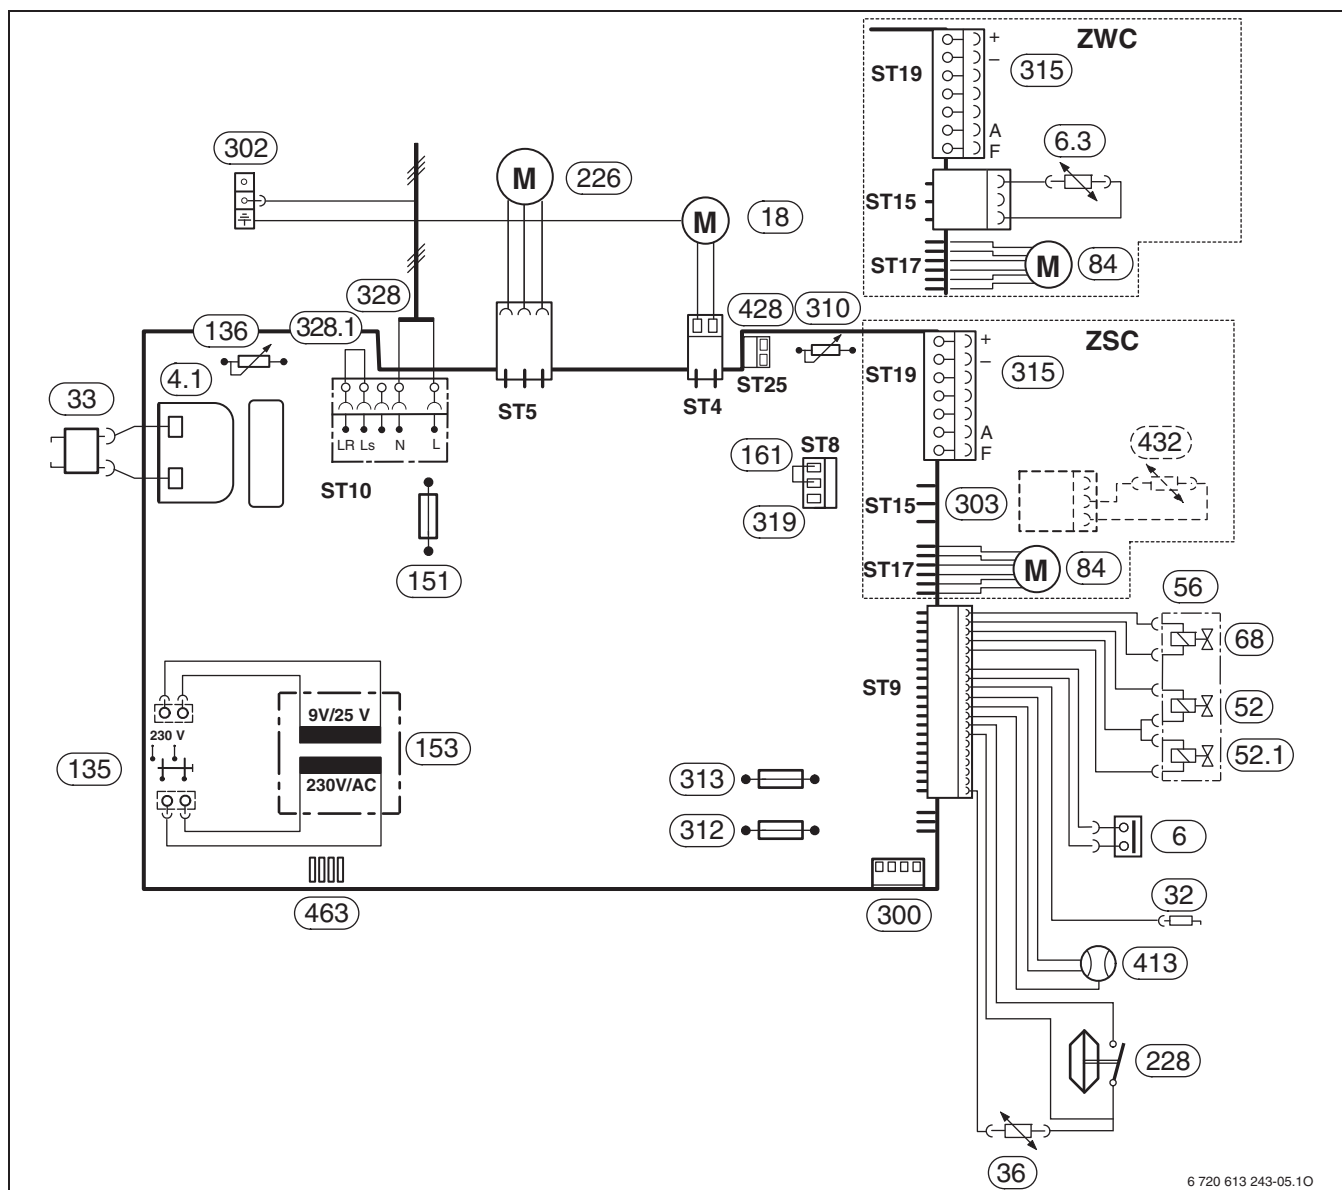 ZWC
+
–
ST19
315
A
F
6.3
ST15
ST17
M
84
302
M
226
M
18
328
428
310
136
328.1
4.1
33
ST5
ST4
ST25
ZSC
+
–
ST19
315
A
F
LR Ls N L
ST10
161
ST8
319
432
ST15
303
151
ST17
M
84
56
68
ST9
52
52.1
9V/25 V
230 V
135
153
230V/AC
313
312
6
463
300
32
413
228
36
6 720 613 243-05.1O